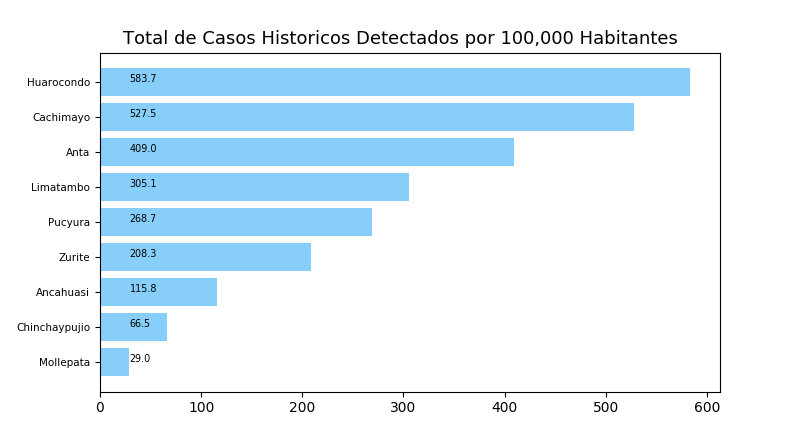 Total de Casos Historicos Detectados por 100,000 Habitantes
Huarocondo 583.7
Cachimayo 527.5
Anta 409.0
Limatambo 305.1
Pucyura 268.7
Zurite 208.3
Ancahuasi 115.8
Chinchaypujio 66.5
Mollepata 29.0
0 100 200 300 400 500 600